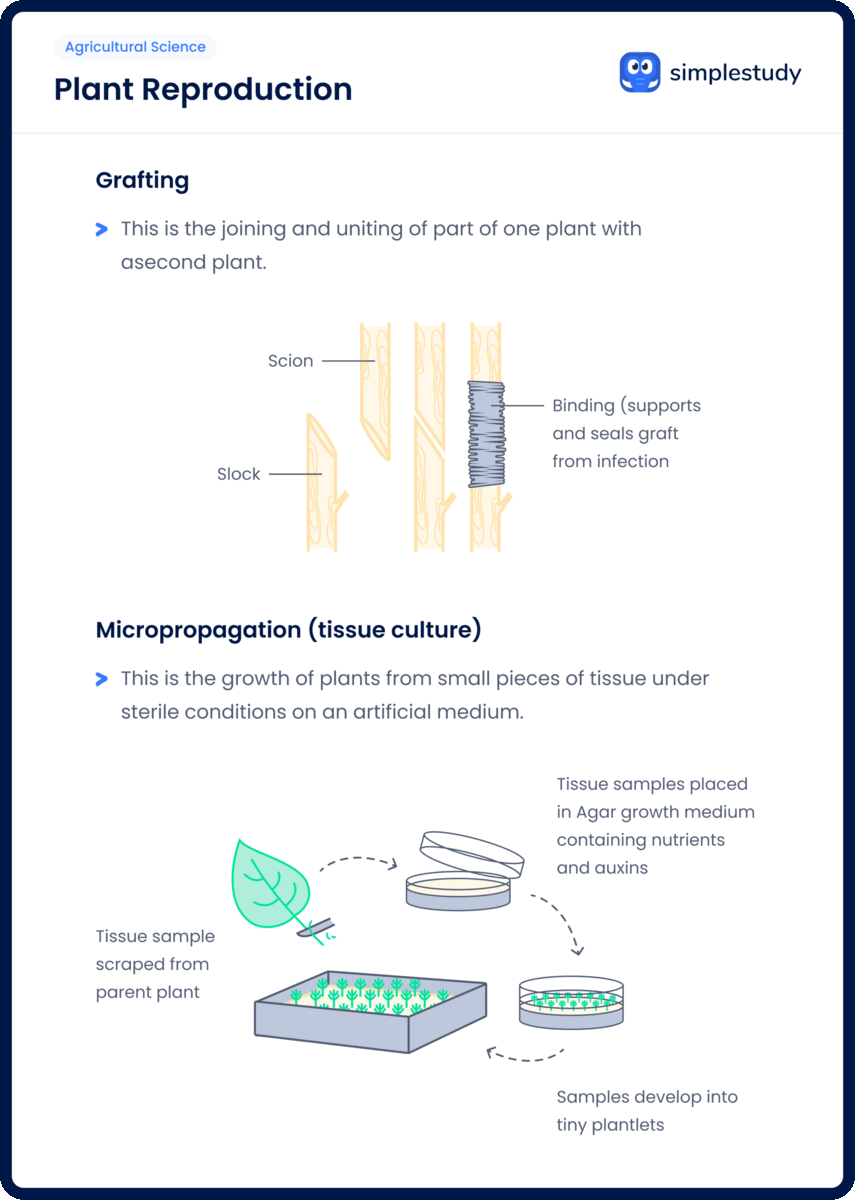 Agricultural Science
Plant Reproduction
simplestudy
Grafting
This is the joining and uniting of part of one plant with
asecond plant.
Scion
Binding (supports
and seals graft
from infection
Slock
Micropropagation (tissue culture)
This is the growth of plants from small pieces of tissue under
sterile conditions on an artificial medium.
Tissue samples placed
in Agar growth medium
containing nutrients
and auxins
Tissue sample
scraped from
parent plant
Samples develop into
tiny plantlets